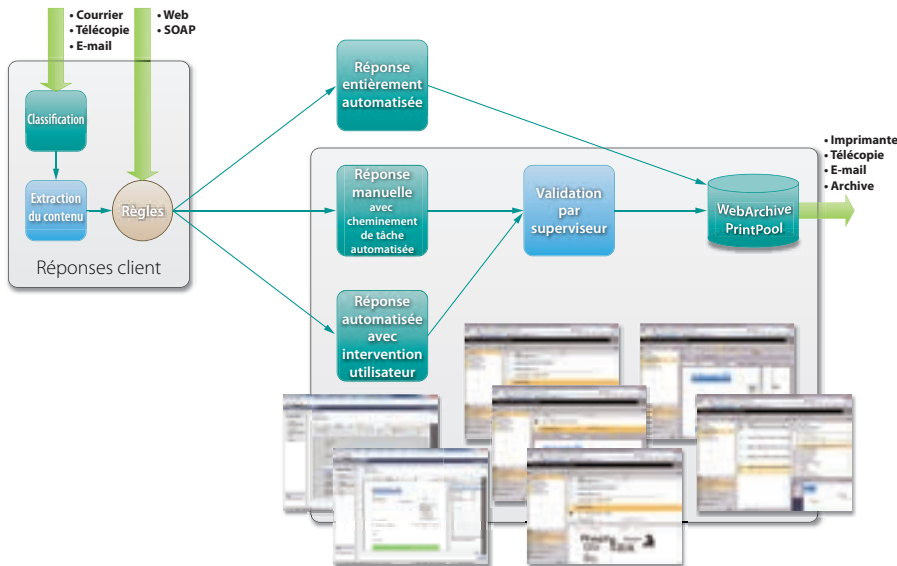 • Courrier
• Télécopie
• E-mail
• Web
• SOAP
Classification
Extraction
du contenu
Règles
Réponses client
Réponse
entièrement
automatisée
Réponse
manuelle
avec
cheminement
de tâche
automatisée
Réponse
automatisée
avec
intervention
utilisateur
Validation
par
superviseur
WebArchive
PrintPool
• Imprimante
• Télécopie
• E-mail
• Archive